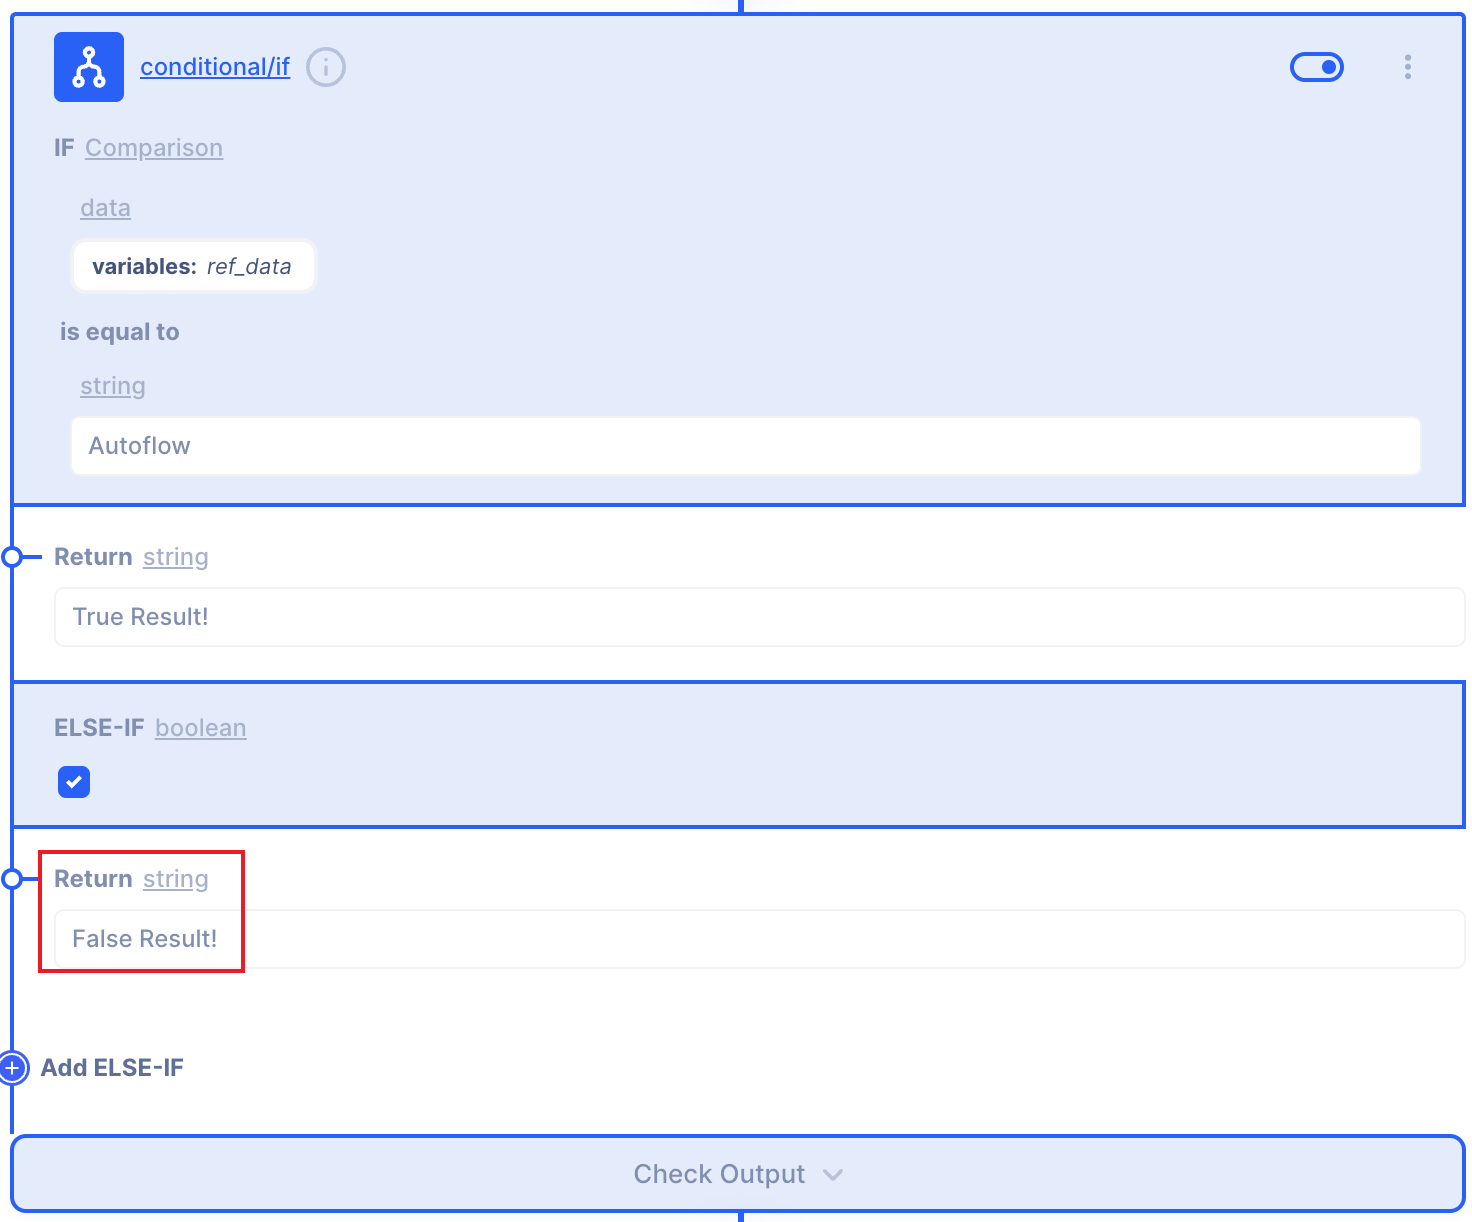 conditional/if
IF Comparison
data
variables: ref_data
is equal to
string
Autoflow
Return string
True Result!
ELSE-IF boolean
Return string
False Result!
Add ELSE-IF
Check Output